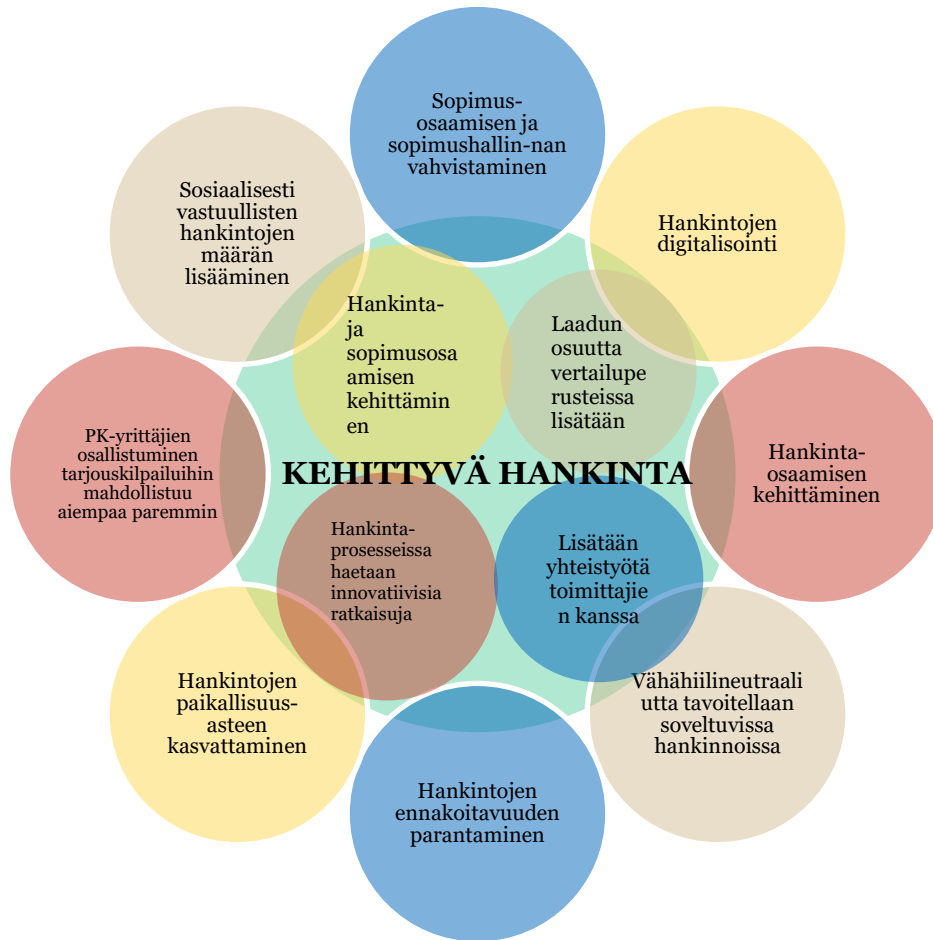 Sopimus-
osaamisen ja
sopimushallin-nan
vahvistaminen
Hankintojen
digitalisointi
Hankinta-
osaamisen
kehittäminen
Vähähiilineutraali
utta tavoitellaan
soveltuvissa
hankinnoissa
Hankintojen
ennakoitavuuden
parantaminen
Hankintojen
paikallisuus-
asteen
kasvattaminen
PK-yrittäjien
osallistuminen
tarjouskilpailuihin
mahdollistuu
aiempaa paremmin
Sosiaalisesti
vastuullisten
hankintojen
määrän
lisääminen
Hankinta-
ja
sopimusosa
amisen
kehittämin
en
Laadun
osuutta
vertailupe
rusteissa
lisätään
KEHITTYVÄ HANKINTA
Hankinta-
prosesseissa
haetaan
innovatiivisia
ratkaisuja
Lisätään
yhteistyötä
toimittajie
n kanssa